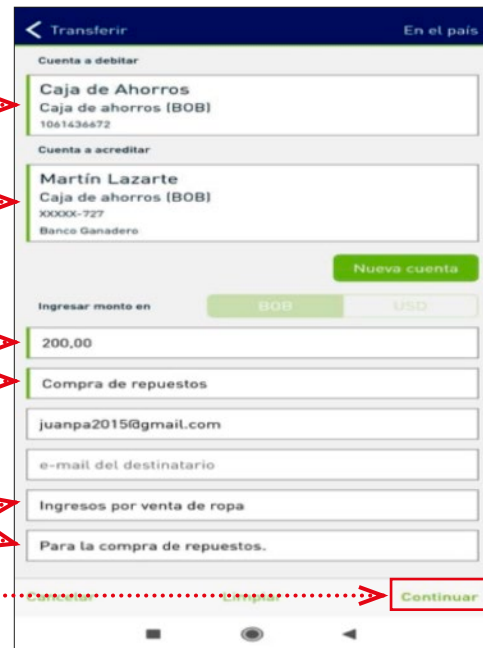 Transferir En el país
Cuenta a debitar
Caja de Ahorros
Caja de ahorros (BOB)
1061436672
Cuenta a acreditar
Martín Lazarte
Caja de ahorros (BOB)
XXXXX-727
Banco Ganadero
Nueva cuenta
Ingresar monto en BOB USD
200,00
Compra de repuestos
juanpa2015@gmail.com
e-mail del destinatario
Ingresos por venta de ropa
Para la compra de repuestos.
Cancelar Limpiar Continuar